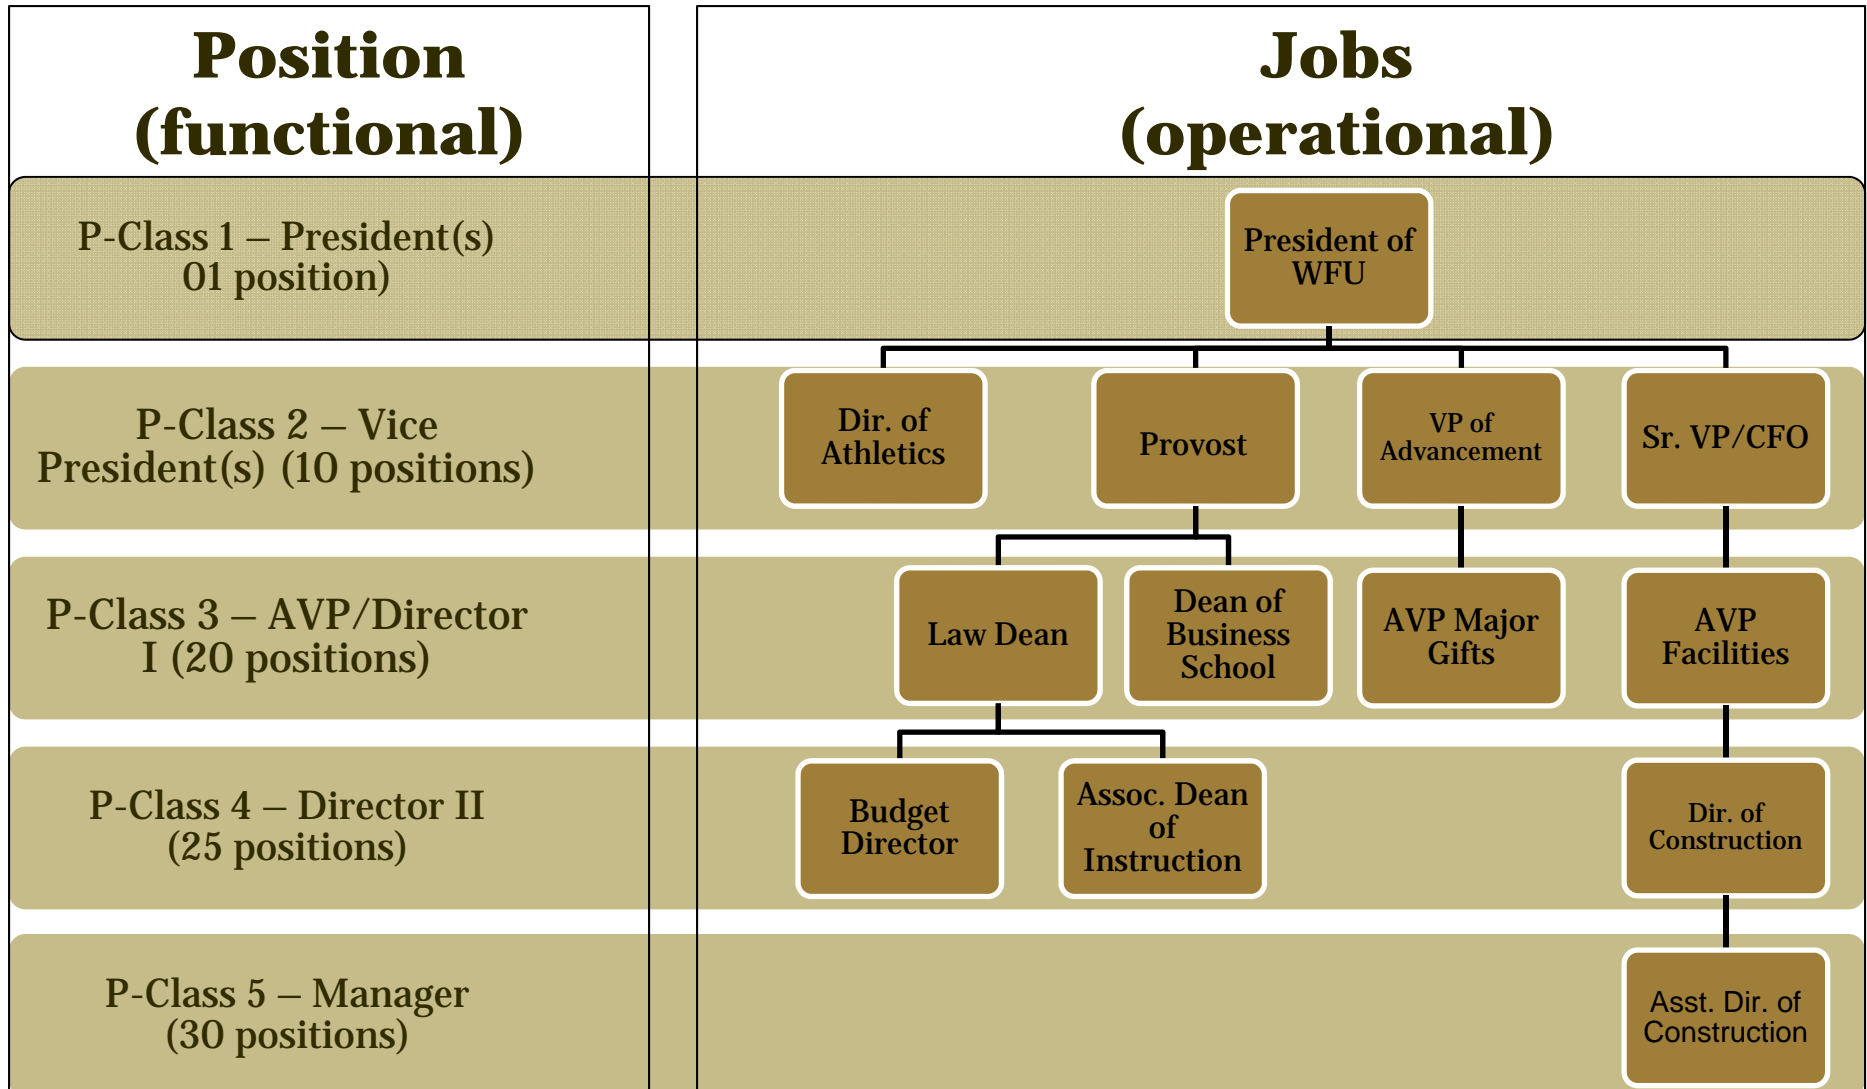 Position
(functional)
Jobs
(operational)
P-Class 1 – President(s)
01 position)
President of
WFU
P-Class 2 – Vice
President(s) (10 positions)
Dir. of
Athletics
Provost
VP of
Advancement
Sr. VP/CFO
P-Class 3 – AVP/Director
I (20 positions)
Law Dean
Dean of
Business
School
AVP Major
Gifts
AVP
Facilities
P-Class 4 – Director II
(25 positions)
Budget
Director
Assoc. Dean
of
Instruction
Dir. of
Construction
P-Class 5 – Manager
(30 positions)
Asst. Dir. of
Construction